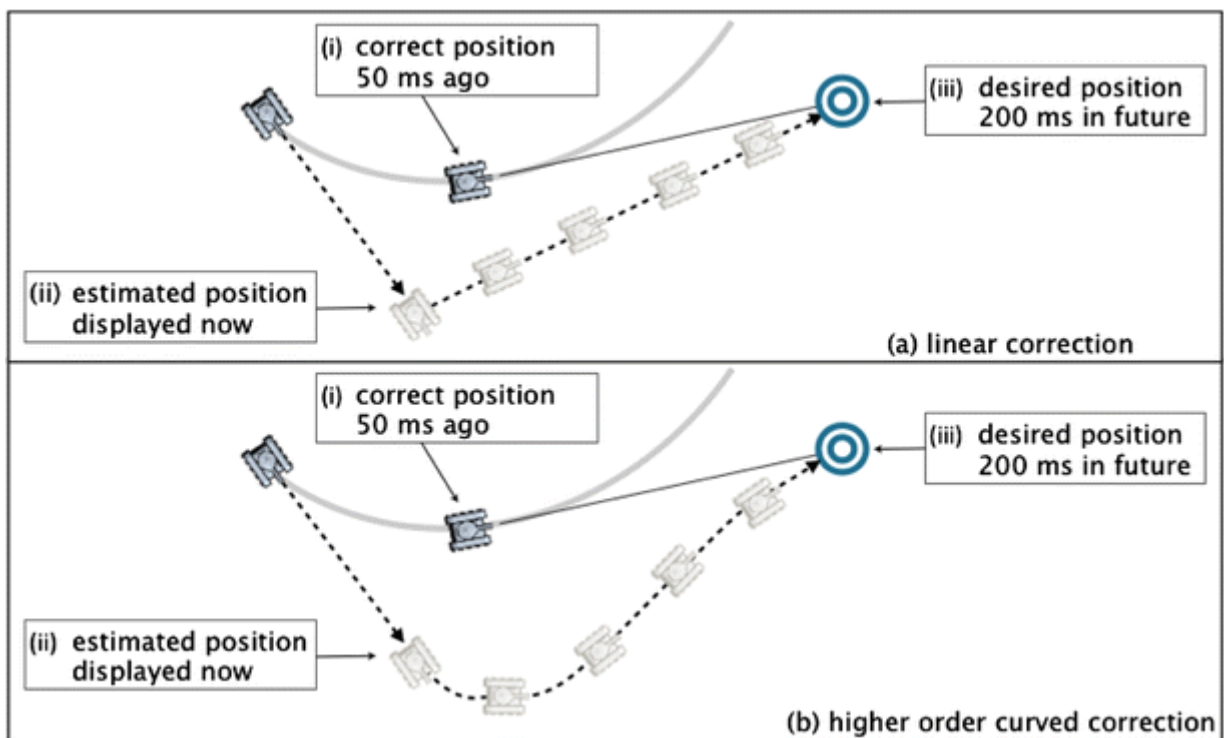 (i) correct position
50 ms ago
(iii) desired position
200 ms in future
(ii) estimated position
displayed now
(a) linear correction
(i) correct position
50 ms ago
(iii) desired position
200 ms in future
(ii) estimated position
displayed now
(b) higher order curved correction